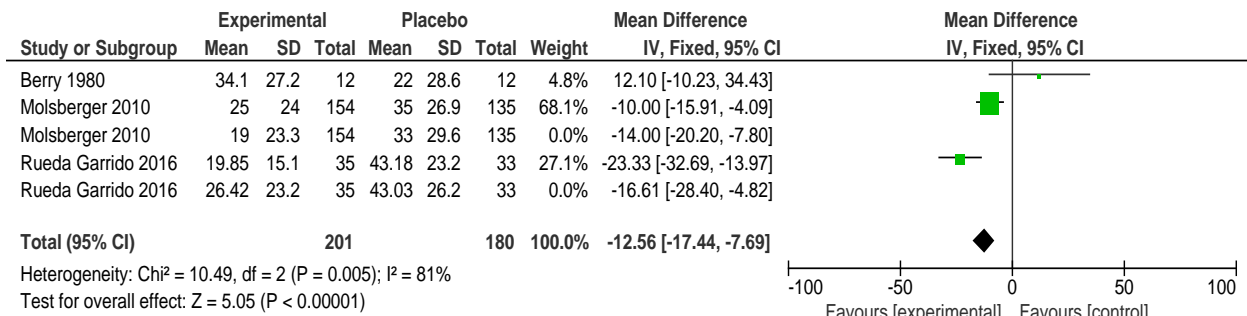 Experimental Placebo Mean Difference Mean Difference
Study or Subgroup Mean SD Total Mean SD Total Weight IV, Fixed, 95% CI IV, Fixed, 95% CI
Berry 1980 34.1 27.2 12 22 28.6 12 4.8% 12.10 [-10.23, 34.43]
Molsberger 2010 25 24 154 35 26.9 135 68.1% -10.00 [-15.91, -4.09]
Molsberger 2010 19 23.3 154 33 29.6 135 0.0% -14.00 [-20.20, -7.80]
Rueda Garrido 2016 19.85 15.1 35 43.18 23.2 33 27.1% -23.33 [-32.69, -13.97]
Rueda Garrido 2016 26.42 23.2 35 43.03 26.2 33 0.0% -16.61 [-28.40, -4.82]
Total (95% CI) 201 180 100.0% -12.56 [-17.44, -7.69]
Heterogeneity: Chi² = 10.49, df = 2 (P = 0.005); I² = 81%
Test for overall effect: Z = 5.05 (P < 0.00001)
-100 -50 0 50 100
Favours [experimental] Favours [control]